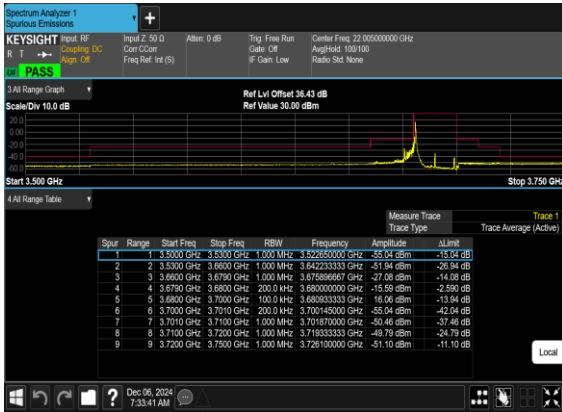 Spectrum Analyzer 1
Spurious Emissions
KEYSIGHT
R T
PASS
Input: RF
Coupling: DC
Align: Off
Input Z: 50 Ω
Corr CCorr
Freq Ref: Int (S)
Atten: 0 dB
Trig: Free Run
Gate: Off
IF Gain: Low
Center Freq: 22.005000000 GHz
Avg|Hold: 100/100
Radio Std: None
3 All Range Graph
Scale/Div 10.0 dB
Ref Lvl Offset 36.43 dB
Ref Value 30.00 dBm
20.0
0.00
-20.0
-40.0
-60.0
Start 3.500 GHz
Stop 3.750 GHz
4 All Range Table
Measure Trace Trace 1
Trace Type Trace Average (Active)
Spur Range Start Freq Stop Freq RBW Frequency Amplitude ΔLimit
1 1 3.5000 GHz 3.5300 GHz 1.000 MHz 3.522650000 GHz -55.04 dBm -15.04 dB
2 2 3.5300 GHz 3.6600 GHz 1.000 MHz 3.642233333 GHz -51.94 dBm -26.94 dB
3 3 3.6600 GHz 3.6790 GHz 1.000 MHz 3.675896667 GHz -27.08 dBm -14.08 dB
4 4 3.6790 GHz 3.6800 GHz 200.0 kHz 3.680000000 GHz -15.59 dBm -2.590 dB
5 5 3.6800 GHz 3.7000 GHz 100.0 kHz 3.680933333 GHz 16.06 dBm -13.94 dB
6 6 3.7000 GHz 3.7010 GHz 200.0 kHz 3.700145000 GHz -55.04 dBm -42.04 dB
7 7 3.7010 GHz 3.7100 GHz 1.000 MHz 3.701870000 GHz -50.46 dBm -37.46 dB
8 8 3.7100 GHz 3.7200 GHz 1.000 MHz 3.719333333 GHz -49.79 dBm -24.79 dB
9 9 3.7200 GHz 3.7500 GHz 1.000 MHz 3.726100000 GHz -51.10 dBm -11.10 dB
Local
Dec 06, 2024
7:33:41 AM